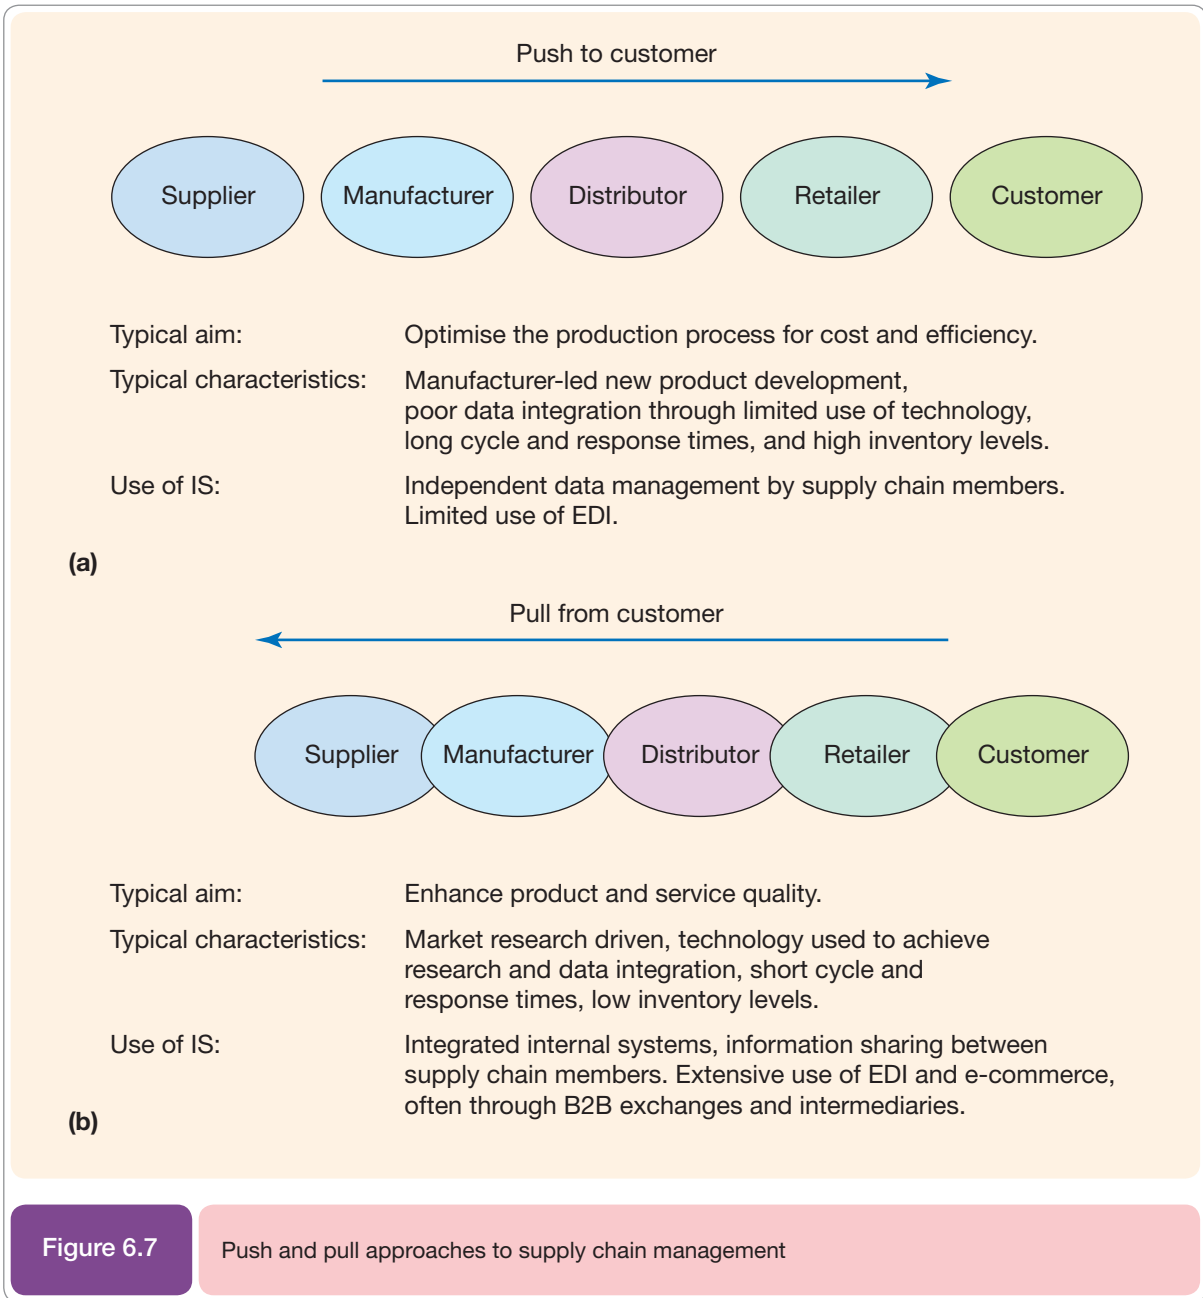 Push to customer
Supplier
Manufacturer
Distributor
Retailer
Customer
Typical aim:
Optimise the production process for cost and efficiency.
Typical characteristics:
Manufacturer-led new product development,
poor data integration through limited use of technology,
long cycle and response times, and high inventory levels.
Use of IS:
Independent data management by supply chain members.
Limited use of EDI.
(a)
Pull from customer
Supplier
Manufacturer
Distributor
Retailer
Customer
Typical aim:
Enhance product and service quality.
Typical characteristics:
Market research driven, technology used to achieve
research and data integration, short cycle and
response times, low inventory levels.
Use of IS:
Integrated internal systems, information sharing between
supply chain members. Extensive use of EDI and e-commerce,
often through B2B exchanges and intermediaries.
(b)
Figure 6.7
Push and pull approaches to supply chain management